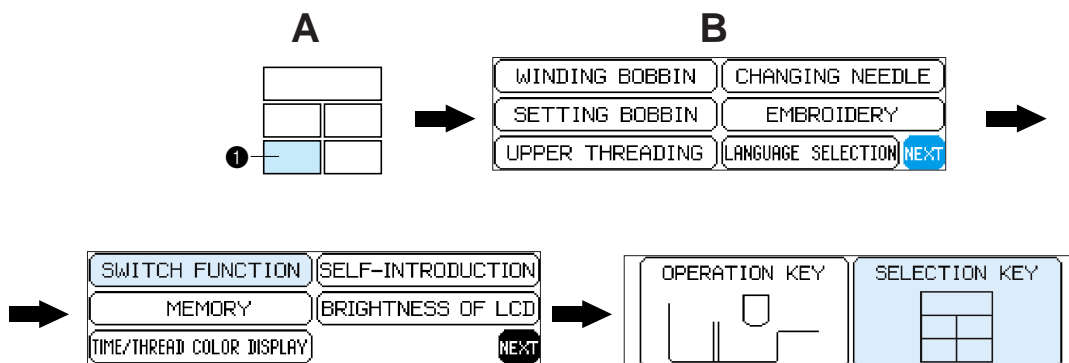 A B
WINDING BOBBIN CHANGING NEEDLE
SETTING BOBBIN EMBROIDERY
UPPER THREADING LANGUAGE SELECTION NEXT
1
SWITCH FUNCTION SELF-INTRODUCTION
MEMORY BRIGHTNESS OF LCD
TIME/THREAD COLOR DISPLAY NEXT
OPERATION KEY SELECTION KEY